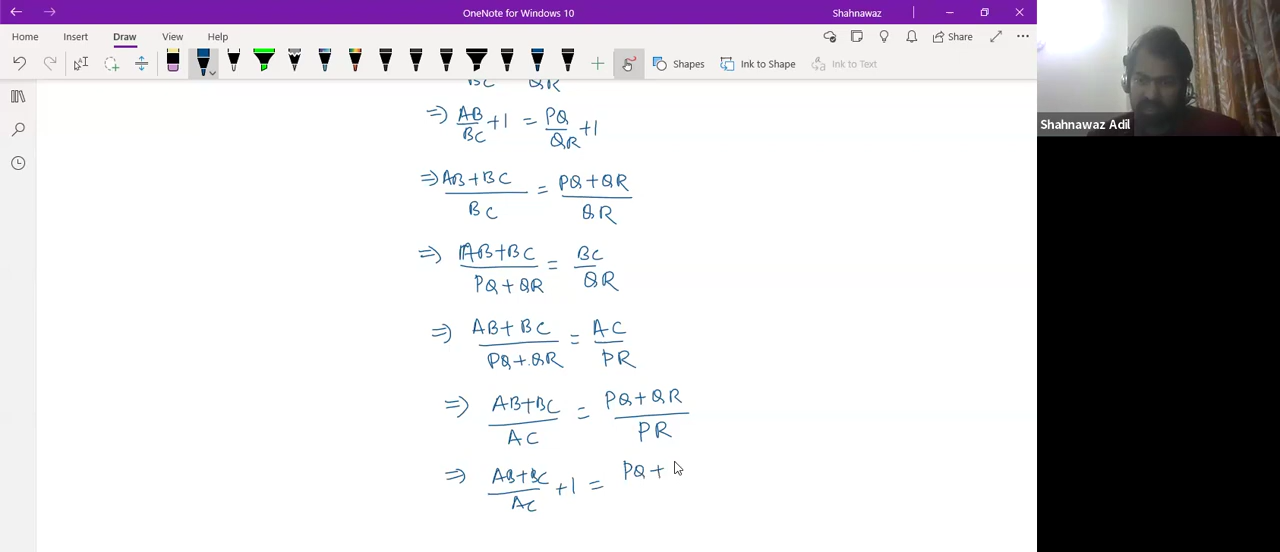 OneNote for Windows 10
Shahnawaz
Home Insert Draw View Help
Share
Shapes
Ink to Shape
Ink to Text
Shahnawaz Adil
BC QR
⇒ AB/BC +1 = PQ/QR +1
⇒ AB+BC/BC = PQ+QR/QR
⇒ AB+BC/PQ+QR = BC/QR
⇒ AB+BC/PQ+QR = AC/PR
⇒ AB+BC/AC = PQ+QR/PR
⇒ AB+BC/AC +1 = PQ+